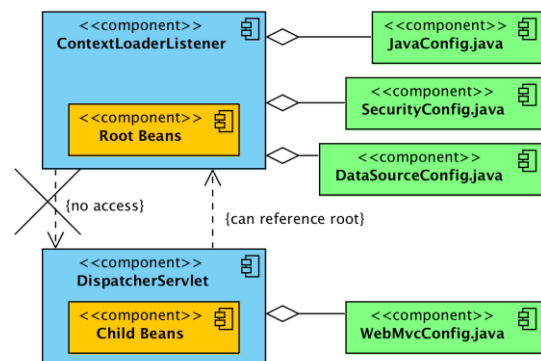 <<component>>
ContextLoaderListener
<<component>>
Root Beans
<<component>>
JavaConfig.java
<<component>>
SecurityConfig.java
<<component>>
DataSourceConfig.java
{no access}
{can reference root}
<<component>>
DispatcherServlet
<<component>>
Child Beans
<<component>>
WebMvcConfig.java